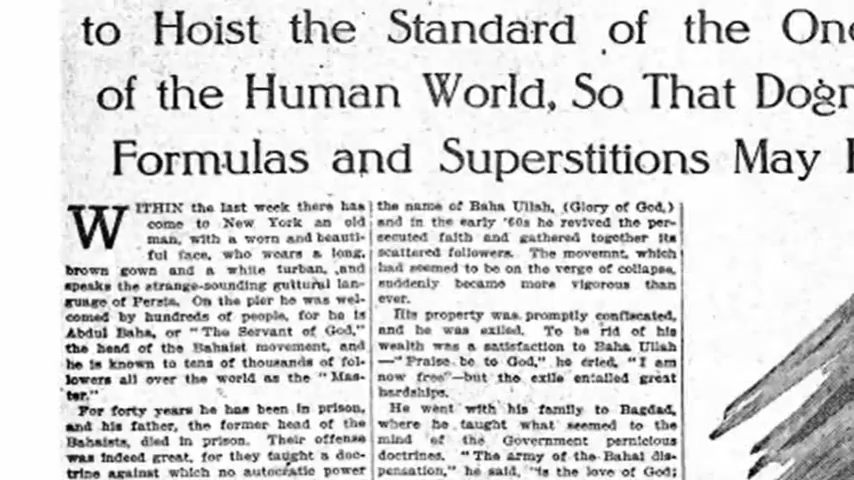 to Hoist the Standard of the
of the Human World, So That
Formulas and Superstitions May
WITHIN the last week there has
come to New York an old
man, with a worn and beauti-
ful face, who wears a long,
brown gown and a white turban, and
speaks the strange-sounding guttural lan-
guage of Persia. On the pier he was wel-
comed by hundreds of people, for he is
Abdul Baha, or "The Servant of God,"
the head of the Bahaist movement, and
he is known to tens of thousands of fol-
lowers all over the world as the "Mas-
ter."
For forty years he has been in prison,
and his father, the former head of the
Bahaists, died in prison. Their offense
was indeed great, for they taught a doc-
trine against which no autocratic power
the name of Baha Ullah, (Glory of God,)
and in the early '60s he revived the per-
secuted faith and gathered together its
scattered followers. The movemnt, which
had seemed to be on the verge of collapse,
suddenly became more vigorous than
ever.
His property was promptly confiscated,
and he was exiled. To be rid of his
wealth was a satisfaction to Baha Ullah
—"Praise be to God," he cried, "I am
now free"—but the exile entailed great
hardships.
He went with his family to Bagdad,
where he taught what seemed to the
mind of the Government pernicious
doctrines. "The army of the Bahai dis-
pensation," he said, "is the love of God;